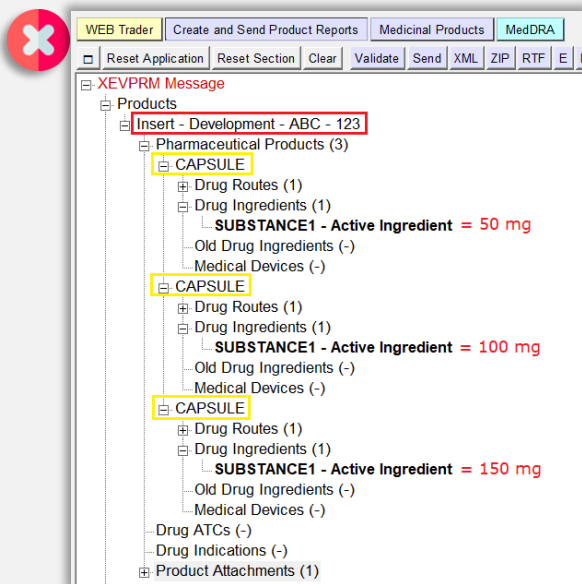 WEB Trader Create and Send Product Reports Medicinal Products MedDRA
Reset Application Reset Section Clear Validate Send XML ZIP RTF E
XEVPRM Message
Products
Insert - Development - ABC - 123
Pharmaceutical Products (3)
CAPSULE
Drug Routes (1)
Drug Ingredients (1)
SUBSTANCE1 - Active Ingredient = 50 mg
Old Drug Ingredients (-)
Medical Devices (-)
CAPSULE
Drug Routes (1)
Drug Ingredients (1)
SUBSTANCE1 - Active Ingredient = 100 mg
Old Drug Ingredients (-)
Medical Devices (-)
CAPSULE
Drug Routes (1)
Drug Ingredients (1)
SUBSTANCE1 - Active Ingredient = 150 mg
Old Drug Ingredients (-)
Medical Devices (-)
Drug ATCs (-)
Drug Indications (-)
Product Attachments (1)